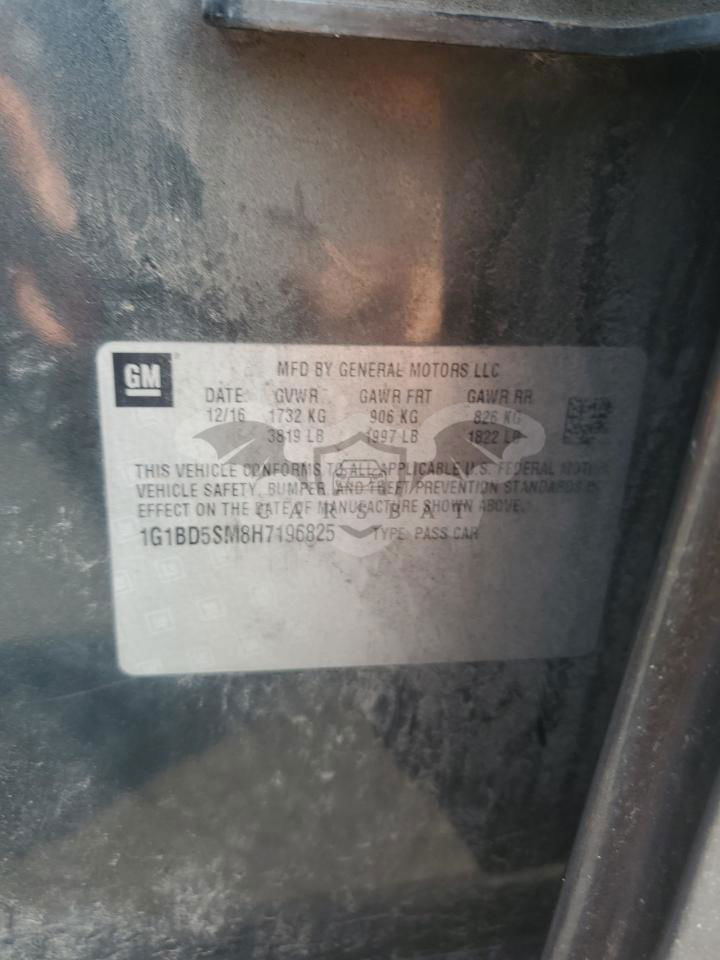 GM
MFD BY GENERAL MOTORS LLC
DATE GVWR GAWR FRT GAWR RR
12/16 1732 KG 906 KG 826 KG
3819 LB 1997 LB 1822 LB
THIS VEHICLE CONFORMS TO ALL APPLICABLE U.S. FEDERAL MOTOR
VEHICLE SAFETY, BUMPER, AND THEFT PREVENTION STANDARDS IN
EFFECT ON THE DATE OF MANUFACTURE SHOWN ABOVE.
CARSBAT
1G1BD5SM8H7196825 TYPE: PASS CAR